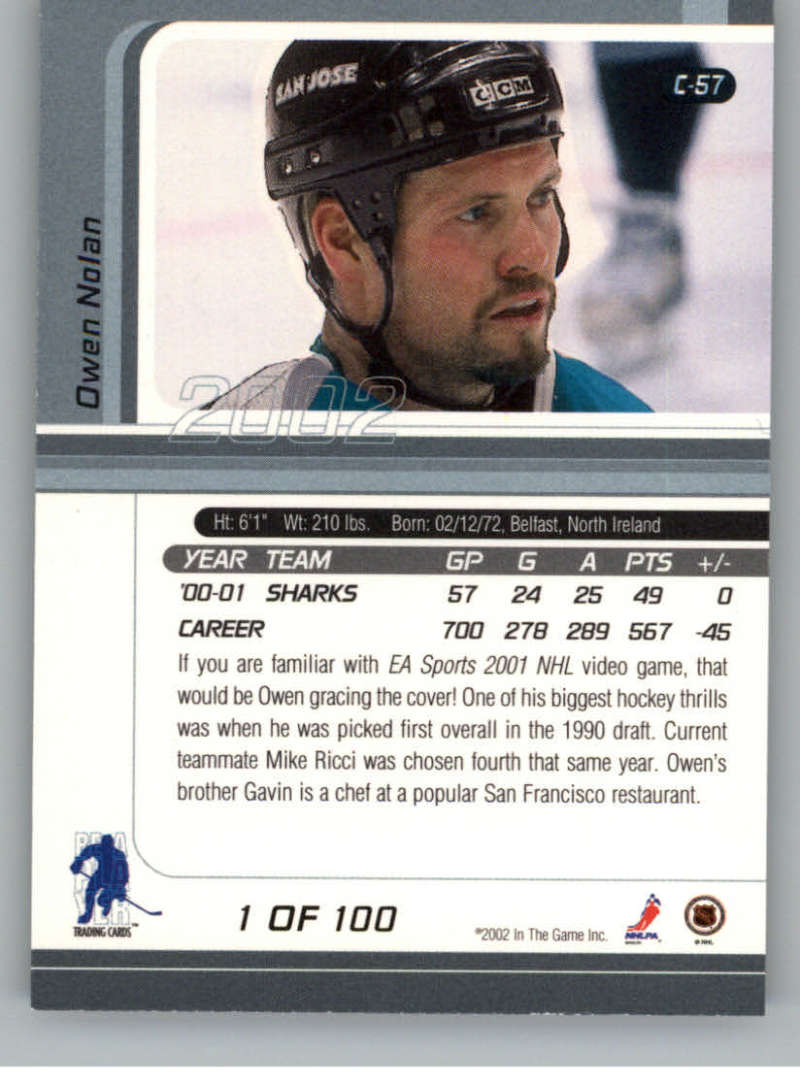 SAN JOSE
CCM
C-57
Owen Nolan
2002
Ht: 6'1" Wt: 210 lbs. Born: 02/12/72, Belfast, North Ireland
YEAR TEAM GP G A PTS +/-
'00-01 SHARKS 57 24 25 49 0
CAREER 700 278 289 567 -45
If you are familiar with EA Sports 2001 NHL video game, that
would be Owen gracing the cover! One of his biggest hockey thrills
was when he was picked first overall in the 1990 draft. Current
teammate Mike Ricci was chosen fourth that same year. Owen's
brother Gavin is a chef at a popular San Francisco restaurant.
TRADING CARDS™
1 OF 100
©2002 In The Game Inc.
NHLPA
© NHL